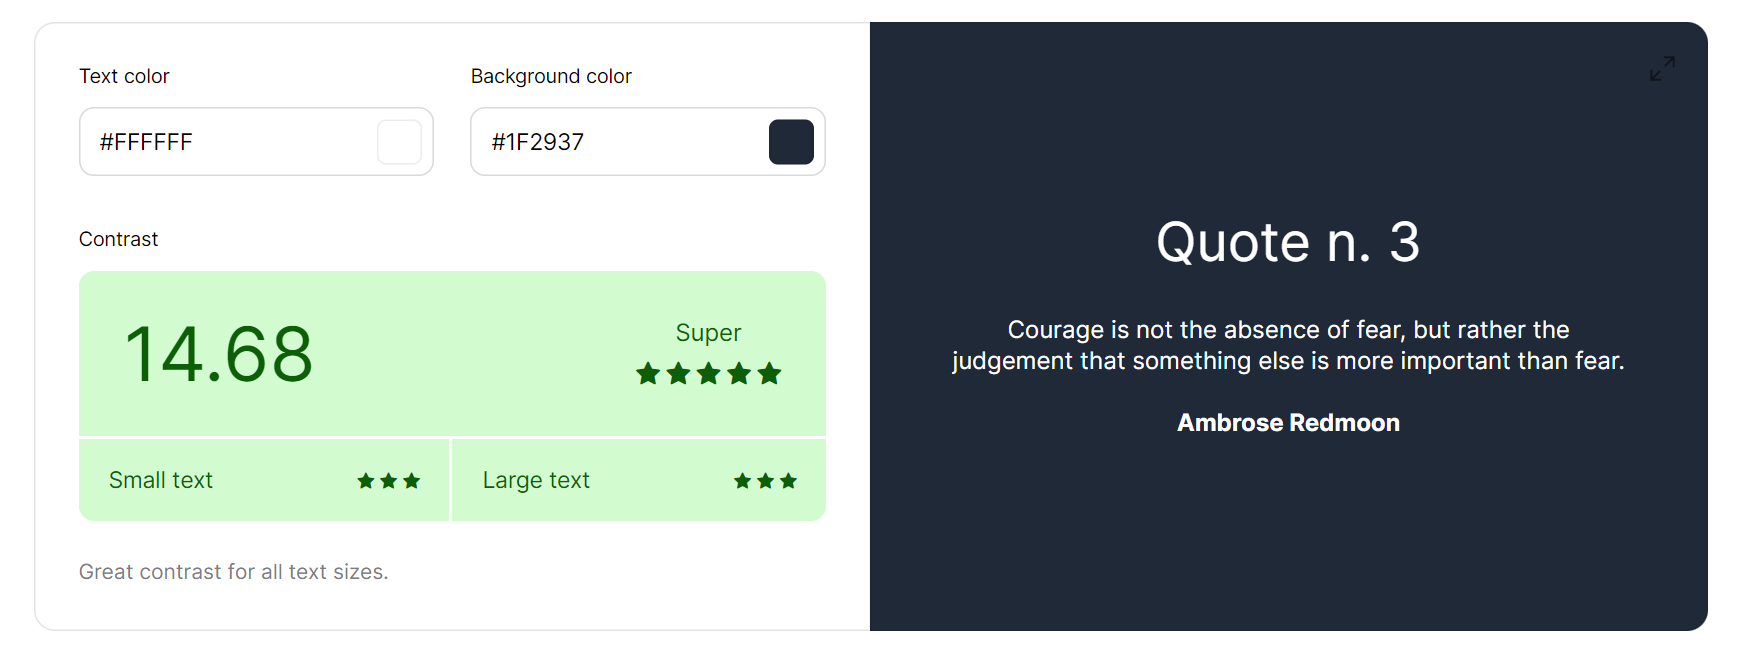 Text color
#FFFFFF
Background color
#1F2937
Contrast
14.68
Super
Small text
Large text
Great contrast for all text sizes.
Quote n. 3
Courage is not the absence of fear, but rather the
judgement that something else is more important than fear.
Ambrose Redmoon